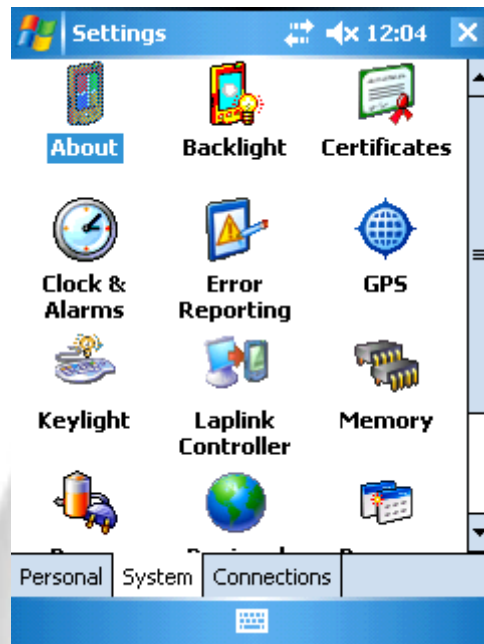 Settings 12:04
About Backlight Certificates
Clock & Error GPS
Alarms Reporting
Keylight Laplink Memory
Controller
Personal System Connections